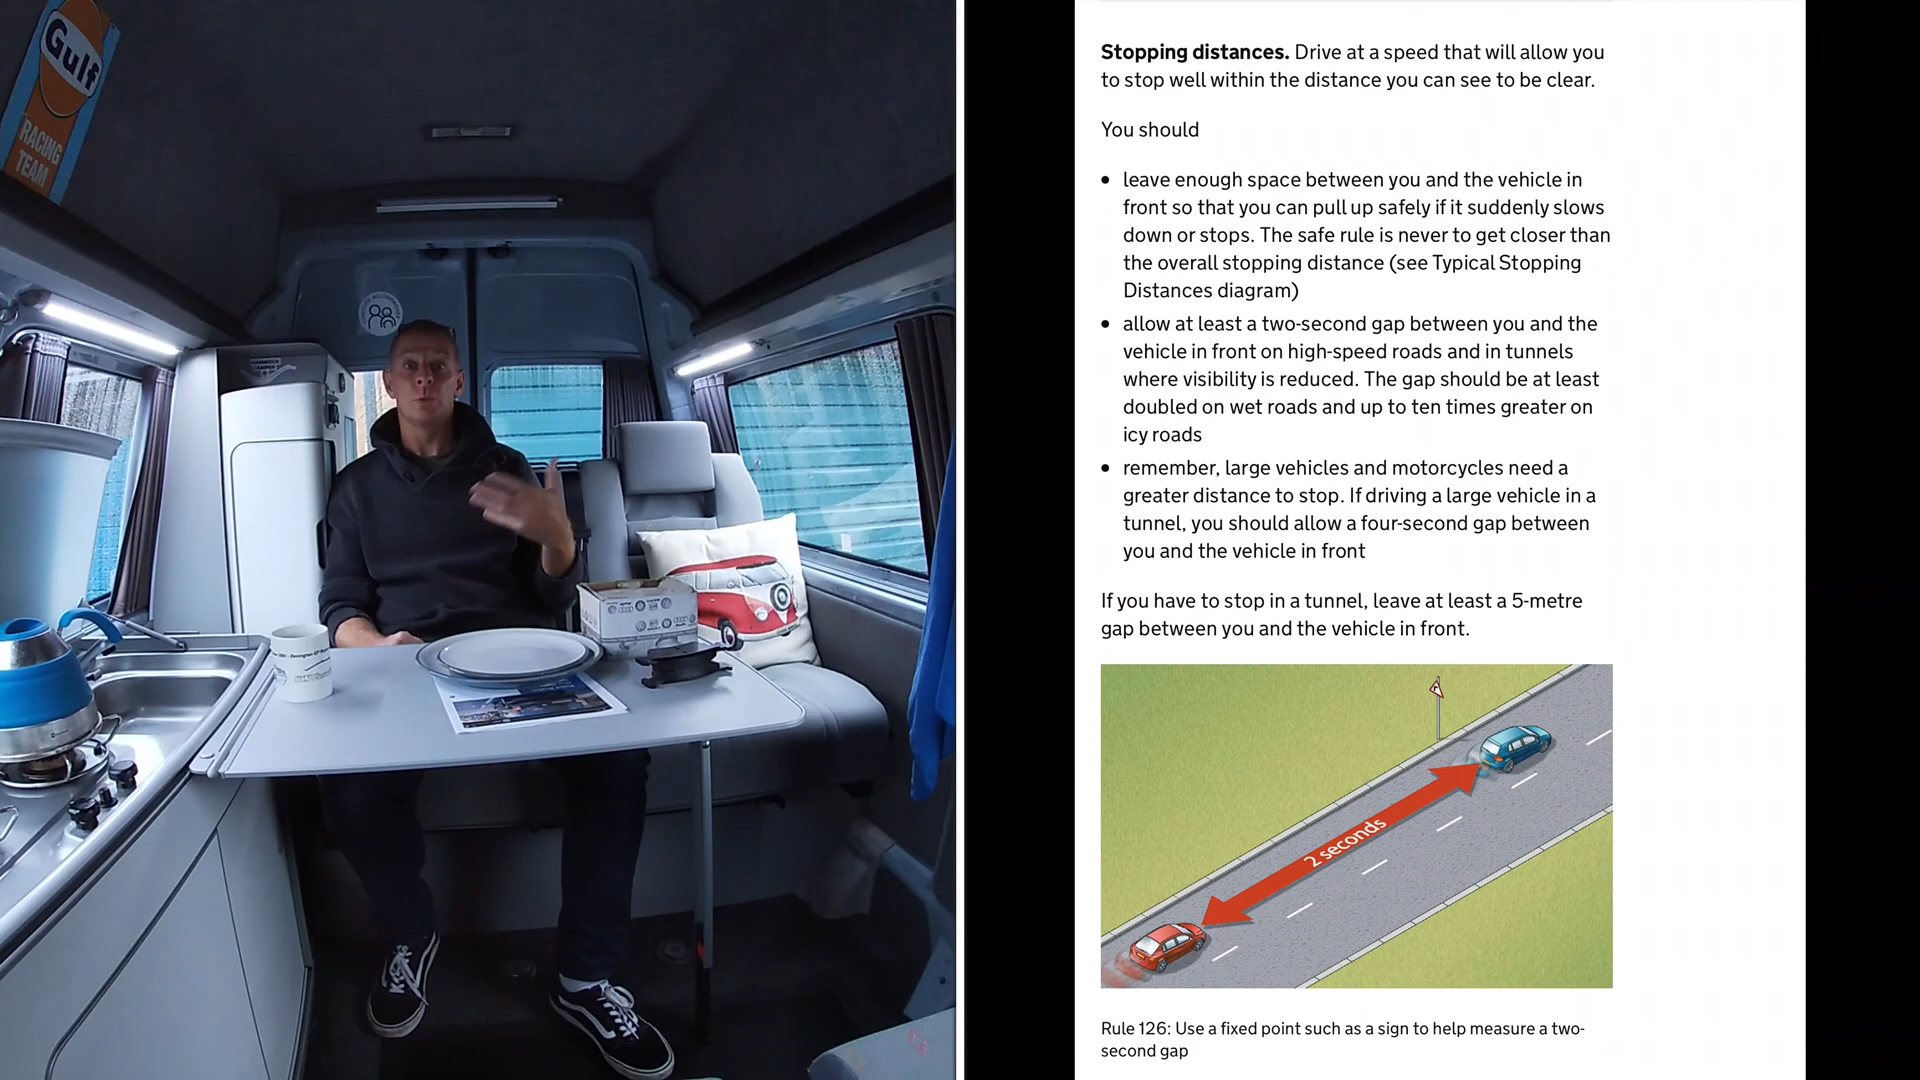 Gulf
RACING
TEAM
Stopping distances. Drive at a speed that will allow you
to stop well within the distance you can see to be clear.
You should
• leave enough space between you and the vehicle in
front so that you can pull up safely if it suddenly slows
down or stops. The safe rule is never to get closer than
the overall stopping distance (see Typical Stopping
Distances diagram)
• allow at least a two-second gap between you and the
vehicle in front on high-speed roads and in tunnels
where visibility is reduced. The gap should be at least
doubled on wet roads and up to ten times greater on
icy roads
• remember, large vehicles and motorcycles need a
greater distance to stop. If driving a large vehicle in a
tunnel, you should allow a four-second gap between
you and the vehicle in front
If you have to stop in a tunnel, leave at least a 5-metre
gap between you and the vehicle in front.
2 seconds
Rule 126: Use a fixed point such as a sign to help measure a two-
second gap